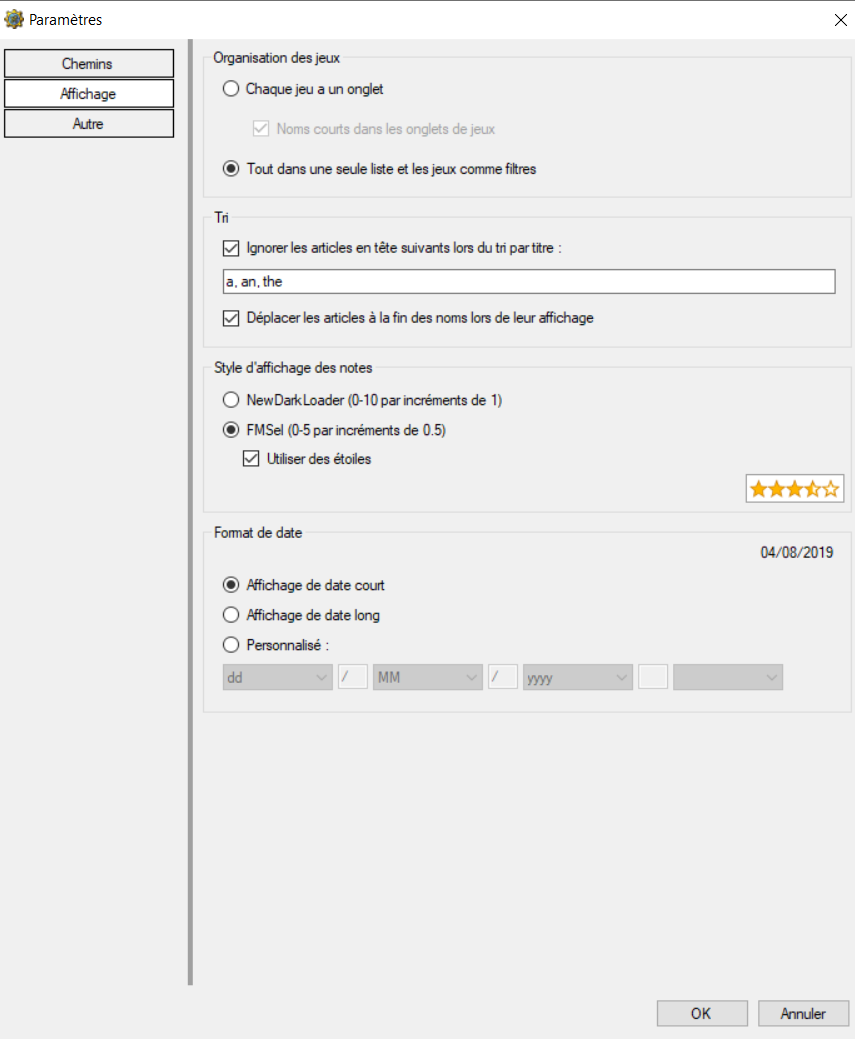 Paramètres
Chemins
Affichage
Autre
Organisation des jeux
Chaque jeu a un onglet
Noms courts dans les onglets de jeux
Tout dans une seule liste et les jeux comme filtres
Tri
Ignorer les articles en tête suivants lors du tri par titre :
a, an, the
Déplacer les articles à la fin des noms lors de leur affichage
Style d'affichage des notes
NewDarkLoader (0-10 par incréments de 1)
FMSel (0-5 par incréments de 0.5)
Utiliser des étoiles
Format de date
04/08/2019
Affichage de date court
Affichage de date long
Personnalisé :
dd / MM / yyyy
OK Annuler